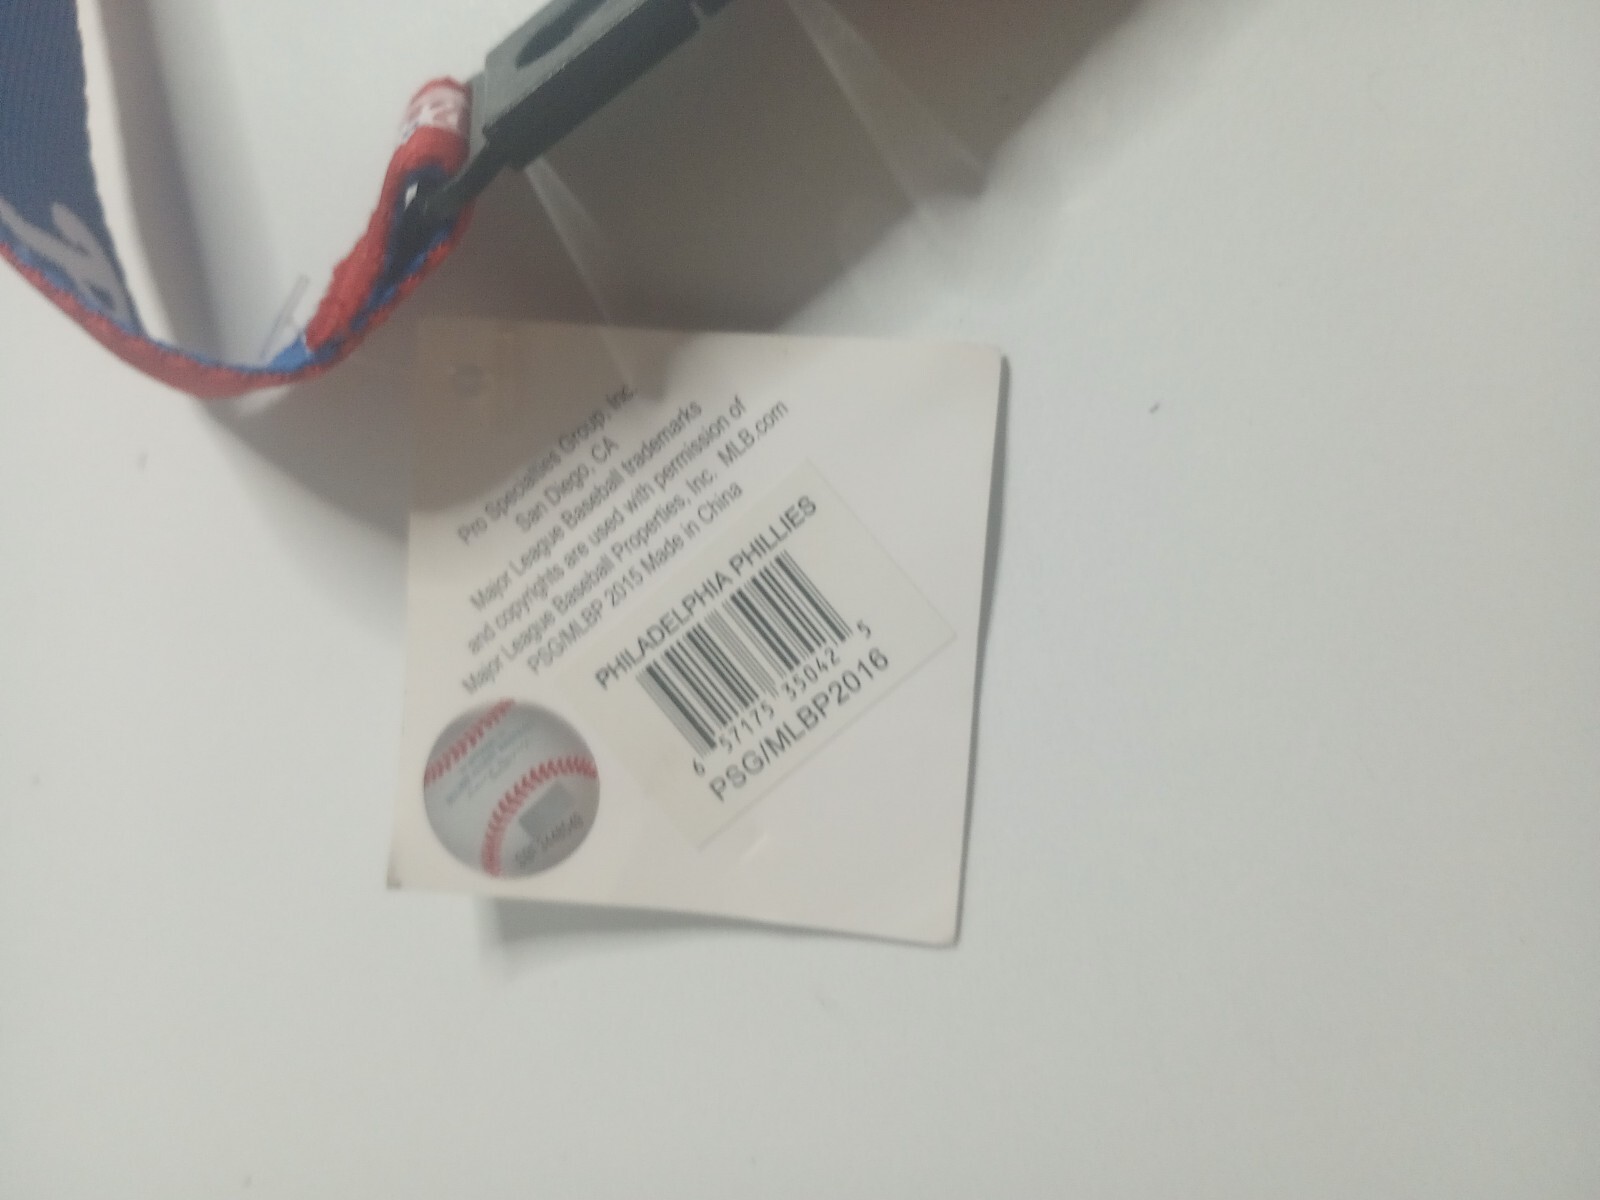 Pro Specialties Group, Inc.
San Diego, CA
Major League Baseball trademarks
and copyrights are used with permission of
Major League Baseball Properties, Inc. MLB.com
PSG/MLBP 2015 Made in China
PHILADELPHIA PHILLIES
6 57175 35042 5
PSG/MLBP2016